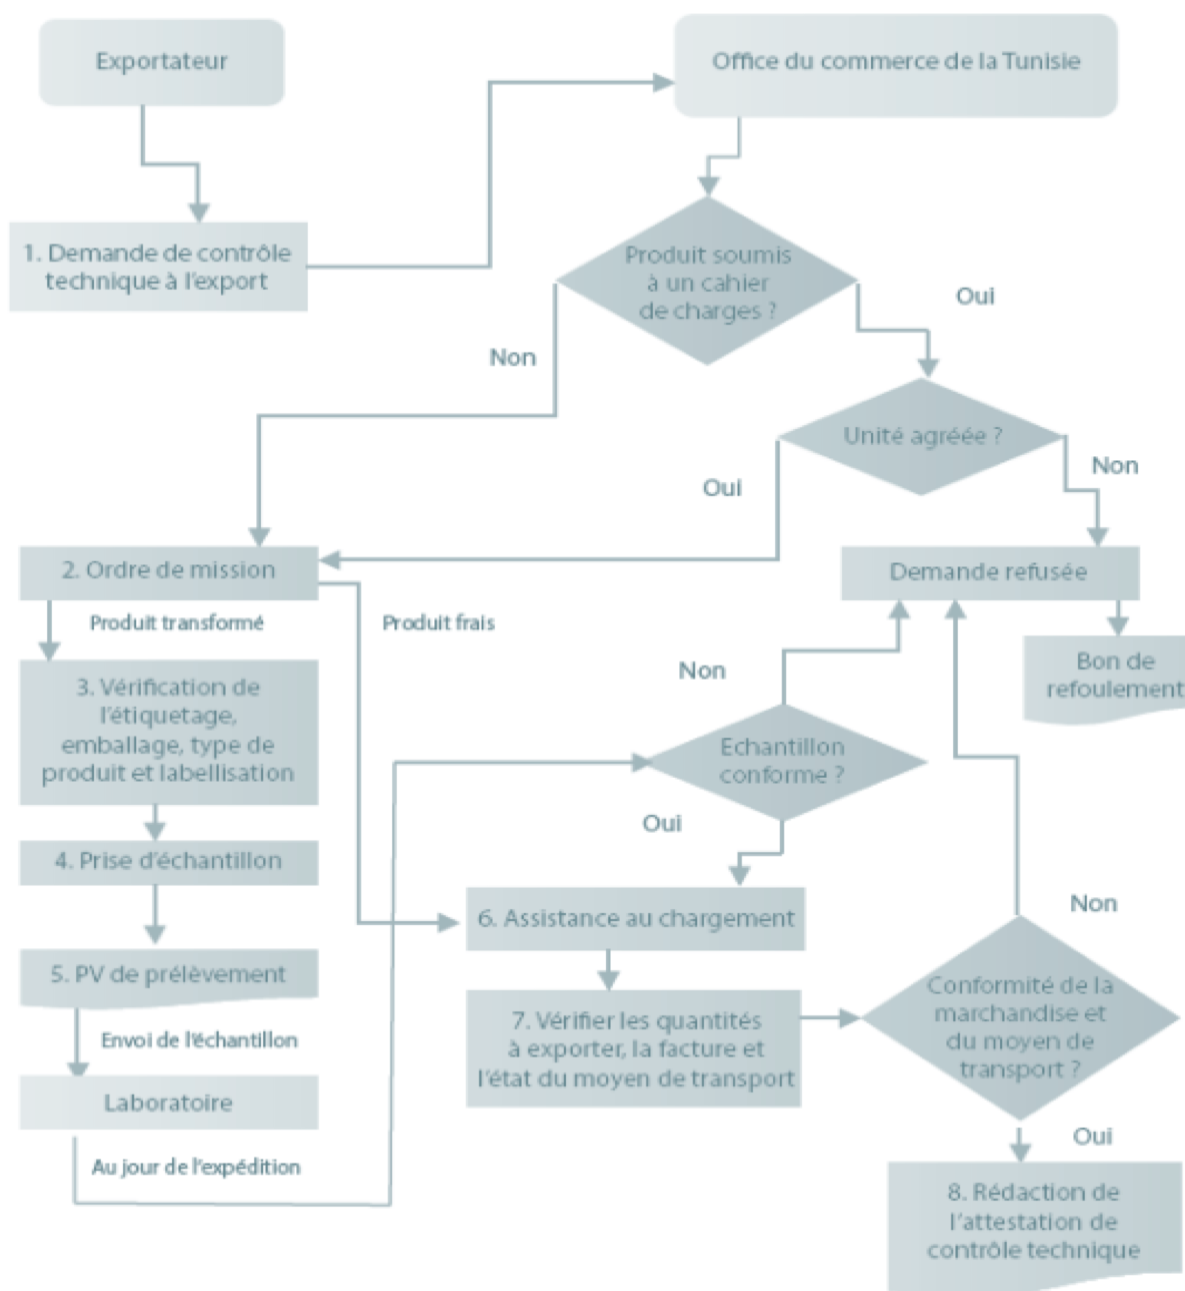 Exportateur
Office du commerce de la Tunisie
1. Demande de contrôle
technique à l'export
Produit soumis
à un cahier
de charges ?
Oui
Non
Unité agréée ?
Oui
Non
2. Ordre de mission
Demande refusée
Produit transformé
Produit frais
Bon de
refoulement
Non
3. Vérification de
l'étiquetage,
emballage, type de
produit et labellisation
Echantillon
conforme ?
Oui
4. Prise d'échantillon
6. Assistance au chargement
Non
5. PV de prélèvement
Conformité de la
marchandise et
du moyen de
transport ?
7. Vérifier les quantités
à exporter, la facture et
l'état du moyen de transport
Envoi de l'échantillon
Laboratoire
Oui
Au jour de l'expédition
8. Rédaction de
l'attestation de
contrôle technique